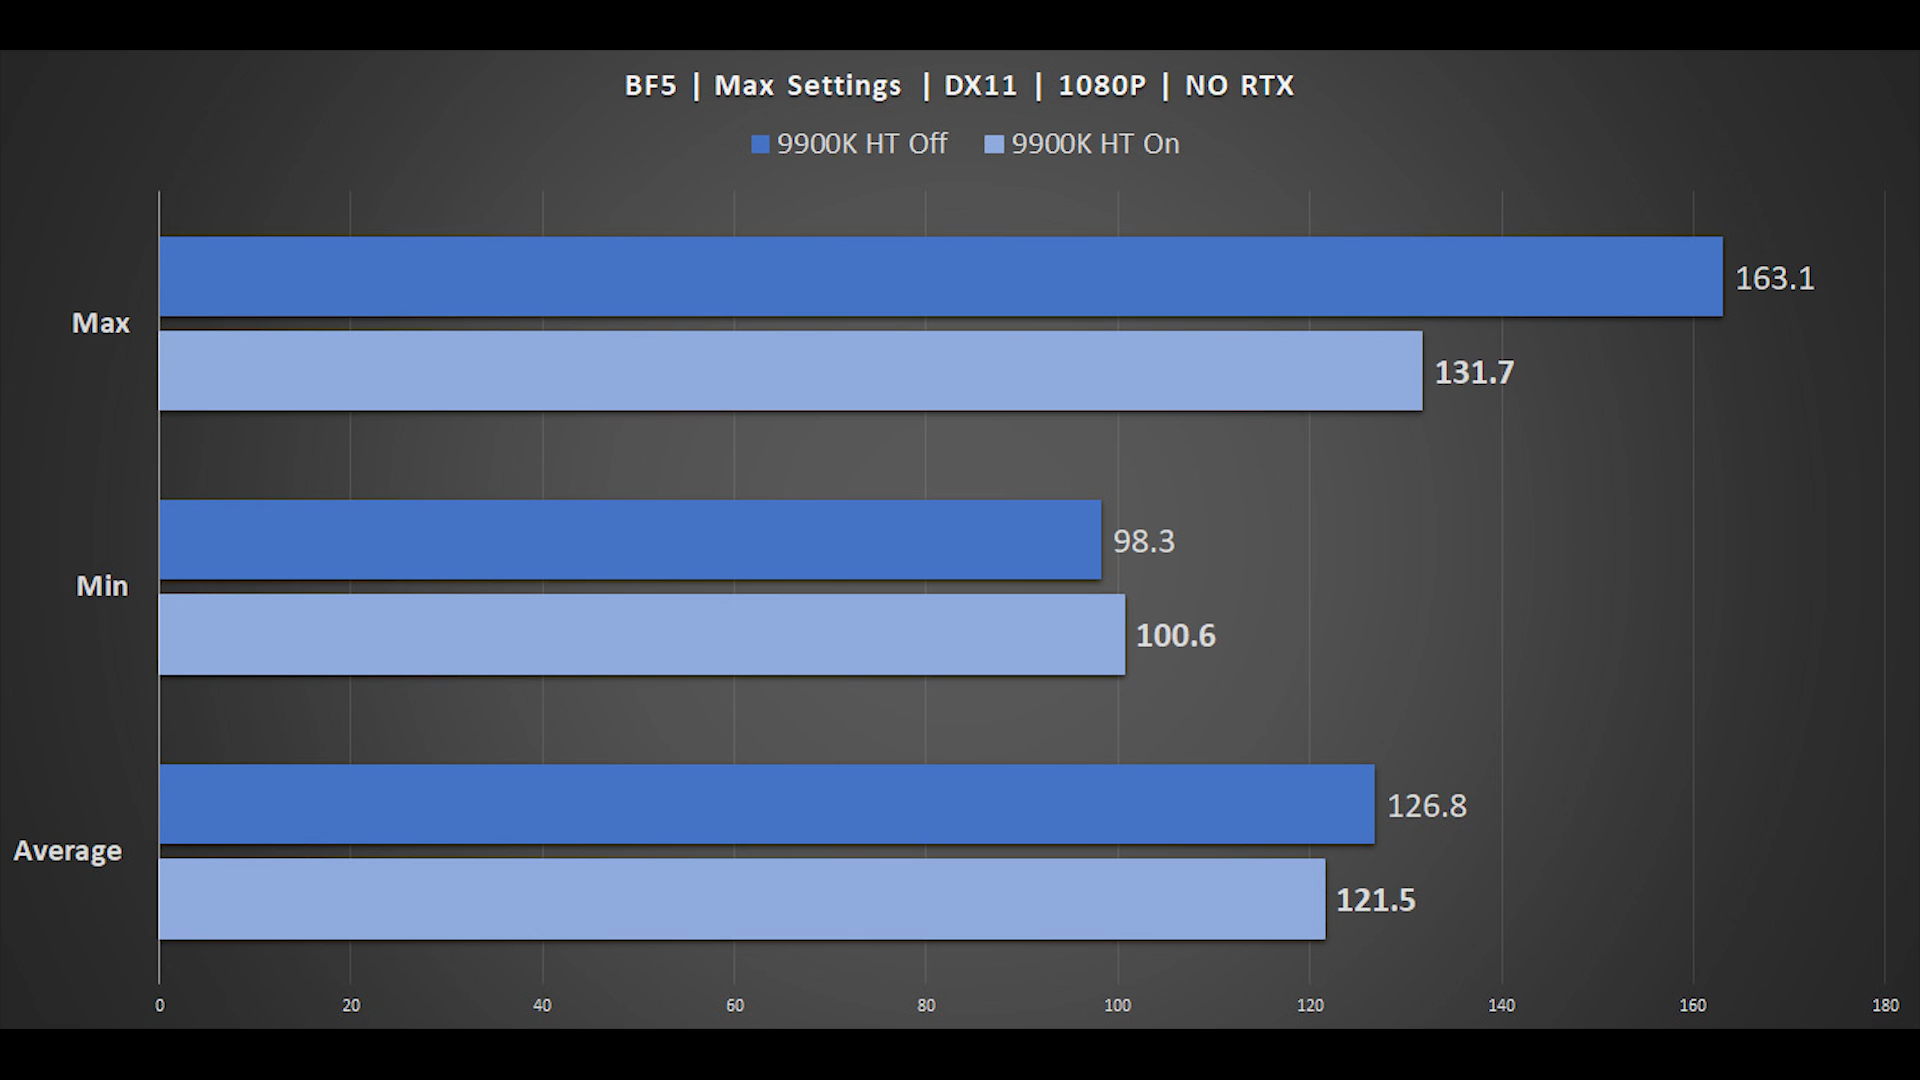 BF5 | Max Settings | DX11 | 1080P | NO RTX
9900K HT Off 9900K HT On
Max
163.1
131.7
Min
98.3
100.6
Average
126.8
121.5
0 20 40 60 80 100 120 140 160 180